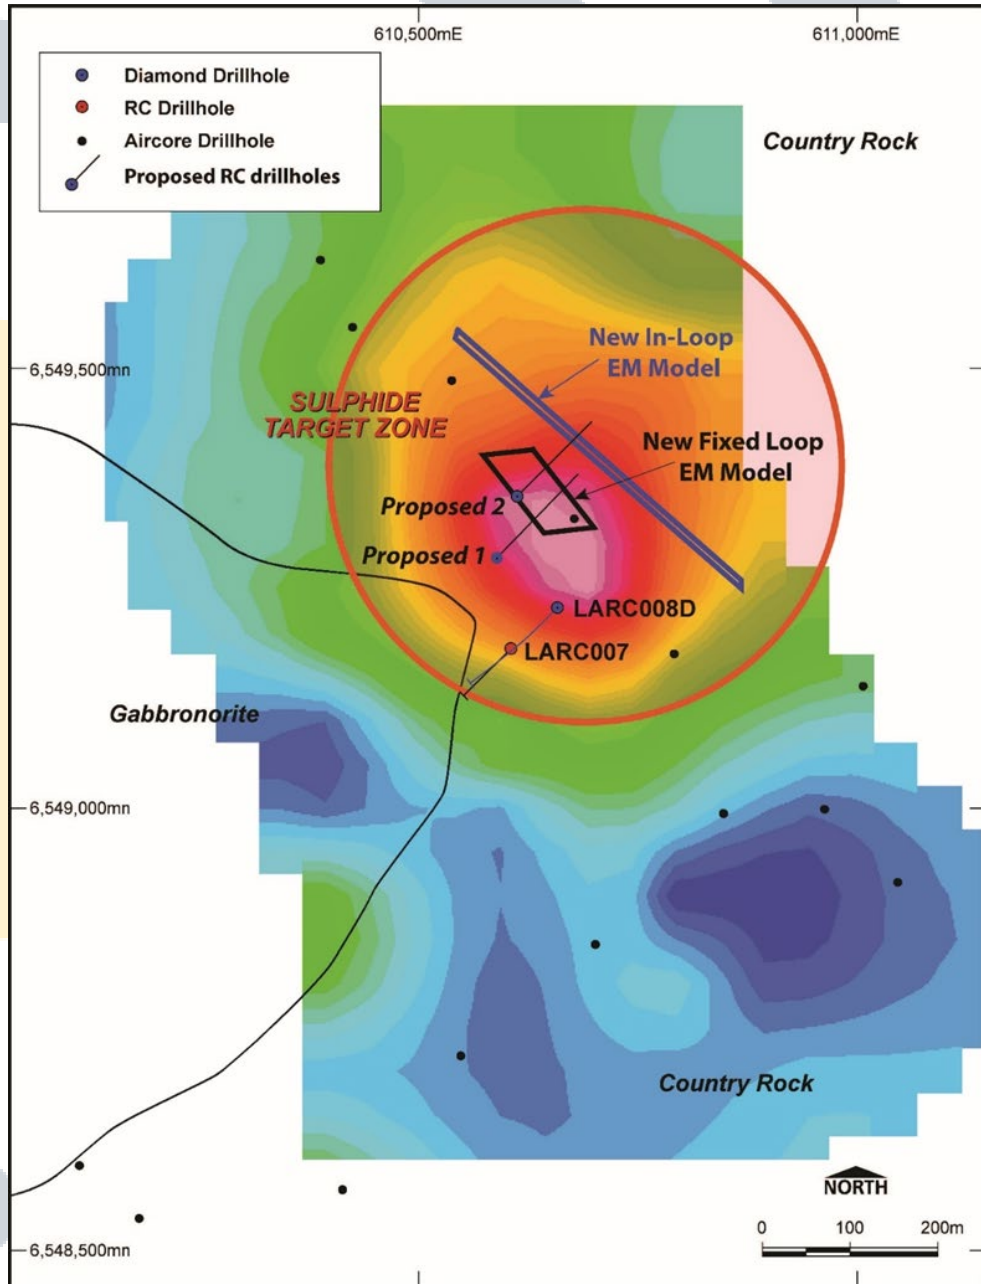 610,500mE
611,000mE
Diamond Drillhole
RC Drillhole
Aircore Drillhole
Proposed RC drillholes
Country Rock
New In-Loop
EM Model
6,549,500mn
SULPHIDE
TARGET ZONE
New Fixed Loop
EM Model
Proposed 2
Proposed 1
LARC008D
LARC007
Gabbronorite
6,549,000mn
Country Rock
NORTH
0 100 200m
6,548,500mn